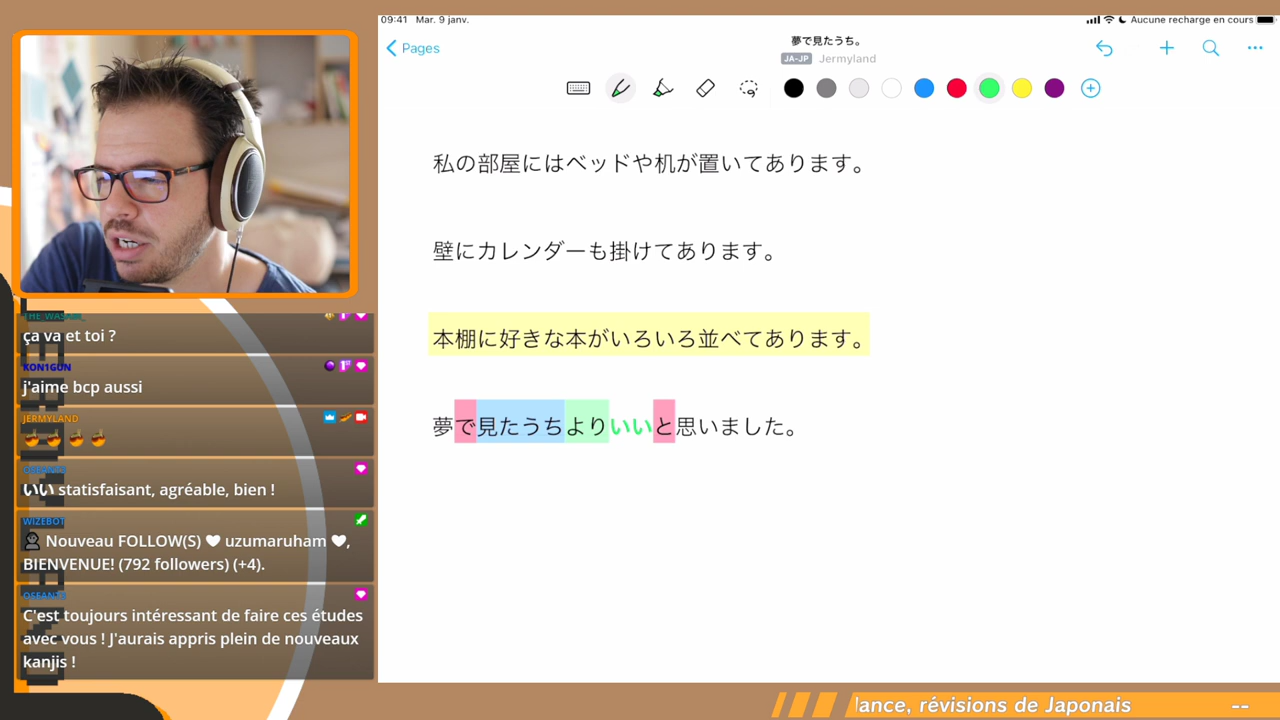 09:41 Mar. 9 janv.
Aucune recharge en cours
Pages
夢で見たうち。
JA-JP Jermyland
私の部屋にはベッドや机が置いてあります。
壁にカレンダーも掛けてあります。
本棚に好きな本がいろいろ並べてあります。
夢で見たうちよりいいと思いました。
ça va et toi ?
KON1GUN
j'aime bcp aussi
JERMYLAND
いい statisfaisant, agréable, bien !
WIZEBOT
Nouveau FOLLOW(S) ♥ uzumaruham ♥,
BIENVENUE! (792 followers) (+4).
C'est toujours intéressant de faire ces études
avec vous ! J'aurais appris plein de nouveaux
kanjis !
lance, révisions de Japonais --